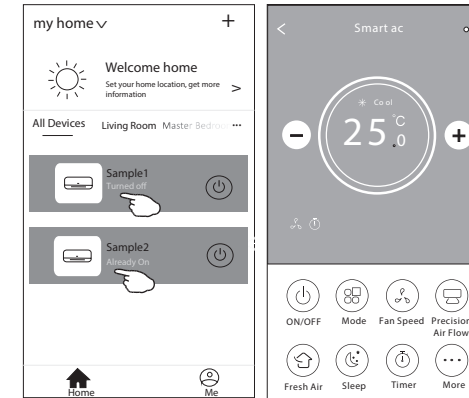 my home
Welcome home
Set your home location, get more
information
All Devices Living Room Master Bedroom
Sample1
Turned off
Sample2
Already On
Home Me
Smart ac
Cool
25.0 °C
ON/OFF Mode Fan Speed Precision
Air Flow
Fresh Air Sleep Timer More